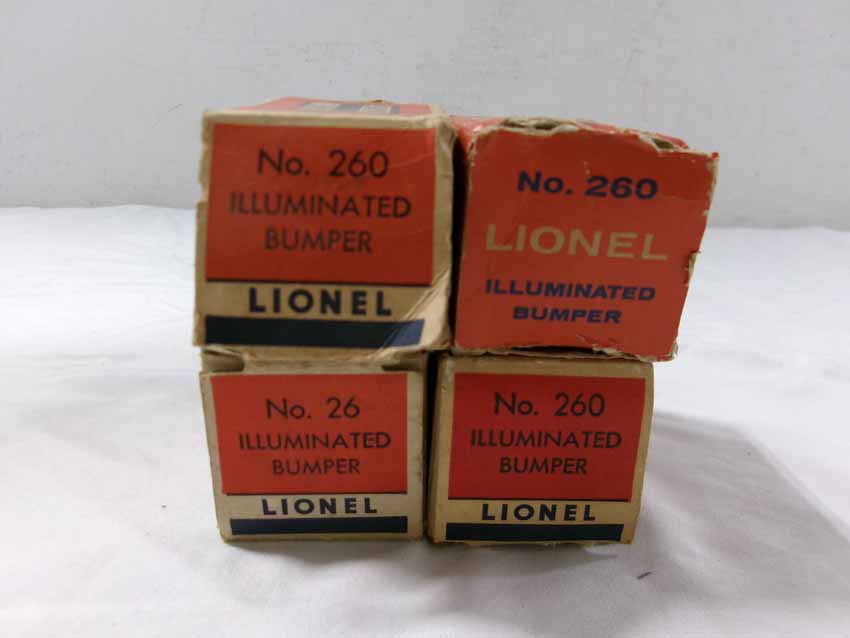 No. 260
ILLUMINATED
BUMPER
LIONEL
No. 260
LIONEL
ILLUMINATED
BUMPER
No. 26
ILLUMINATED
BUMPER
LIONEL
No. 260
ILLUMINATED
BUMPER
LIONEL